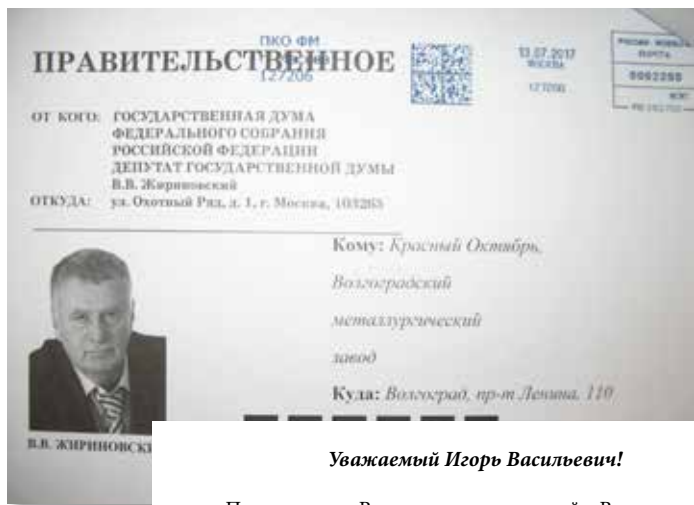 ПРАВИТЕЛЬСТВЕННОЕ
ПКО ФМ
127206
13.07.2017
МОСКВА
127206
ПОЧТА
ОТ КОГО: ГОСУДАРСТВЕННАЯ ДУМА
ФЕДЕРАЛЬНОГО СОБРАНИЯ
РОССИЙСКОЙ ФЕДЕРАЦИИ
ДЕПУТАТ ГОСУДАРСТВЕННОЙ ДУМЫ
В.В. Жириновский
ОТКУДА: ул. Охотный Ряд, д. 1, г. Москва, 103265
Кому: Красный Октябрь,
Волгоградский
металлургический
завод
Куда: Волгоград, пр-т Ленина, 110
В.В. ЖИРИНОВСКИ
Уважаемый Игорь Васильевич!